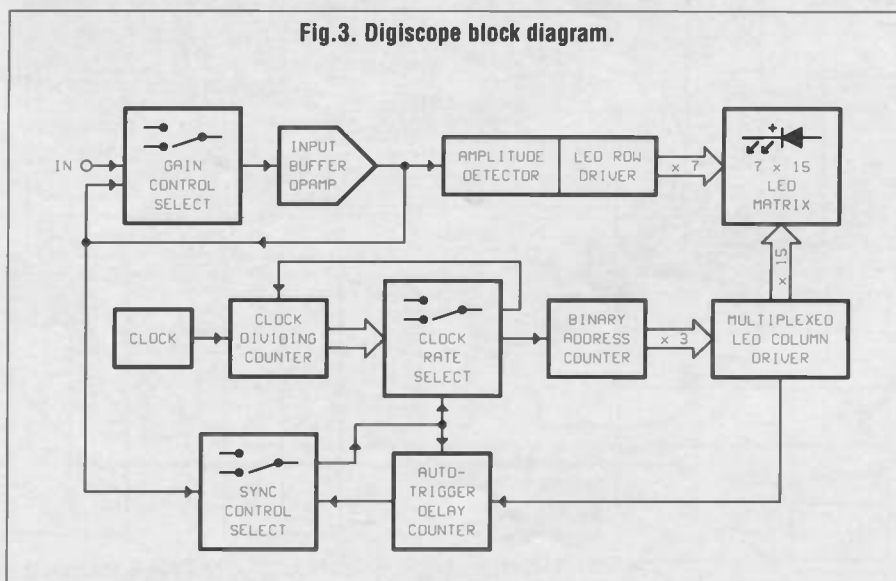 Fig.3. Digiscope block diagram.
IN
GAIN
CONTROL
SELECT
INPUT
BUFFER
OPAMP
AMPLITUDE
DETECTOR
LED ROW
DRIVER
x 7
7 x 15
LED
MATRIX
x 15
CLOCK
CLOCK
DIVIDING
COUNTER
CLOCK
RATE
SELECT
BINARY
ADDRESS
COUNTER
x 3
MULTIPLEXED
LED COLUMN
DRIVER
SYNC
CONTROL
SELECT
AUTO-
TRIGGER
DELAY
COUNTER